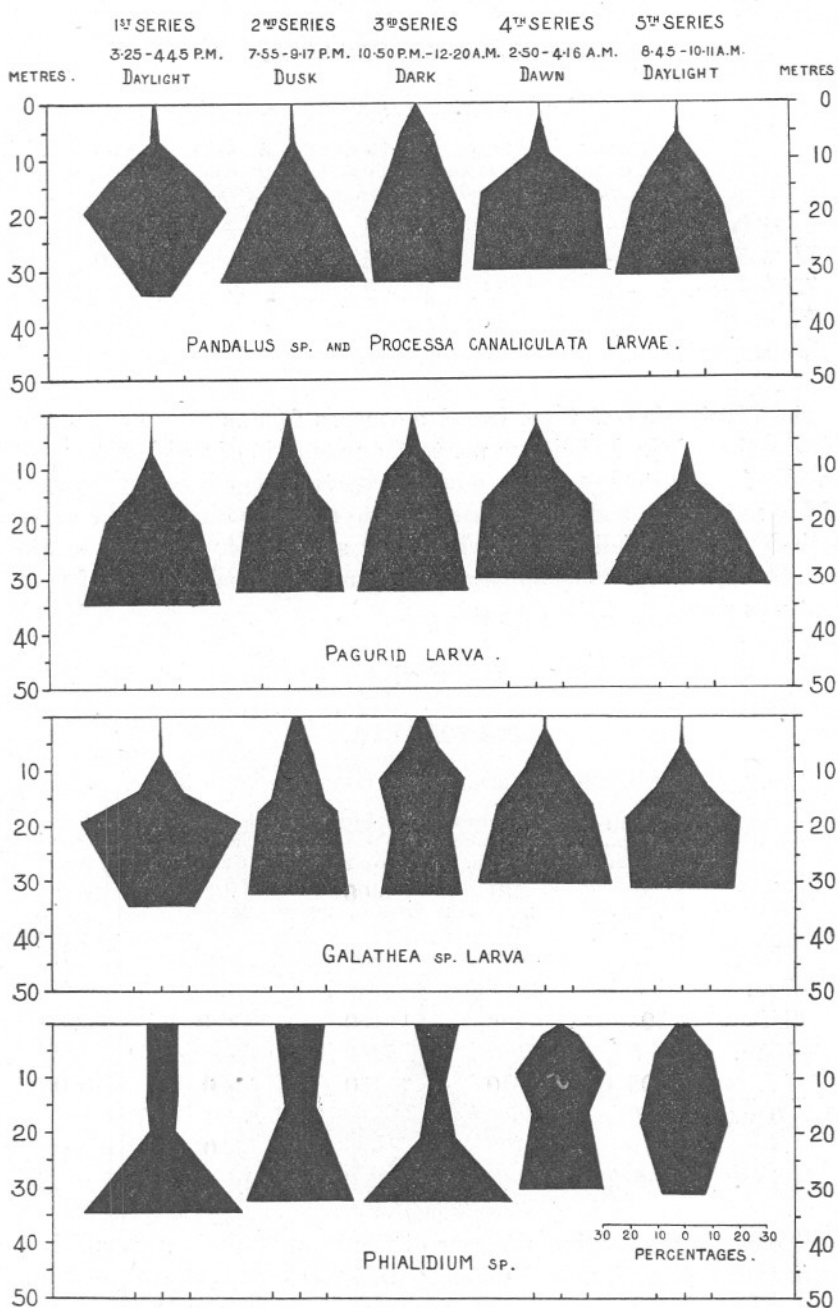 1ST SERIES 2ND SERIES 3RD SERIES 4TH SERIES 5TH SERIES
3·25-4·45 P.M. 7·55-9·17 P.M. 10·50 P.M.-12·20 A.M. 2·50-4·16 A.M. 8·45-10·11 A.M.
METRES. DAYLIGHT DUSK DARK DAWN DAYLIGHT METRES
0 0
10 10
20 20
30 30
40 40
PANDALUS SP. AND PROCESSA CANALICULATA LARVAE.
50 50
10 10
20 20
30 30
40 40
PAGURID LARVA.
50 50
10 10
20 20
30 30
40 40
GALATHEA SP. LARVA
50 50
10 10
20 20
30 30
30 20 10 0 10 20 30
PERCENTAGES.
PHIALIDIUM SP.
40 40
50 50